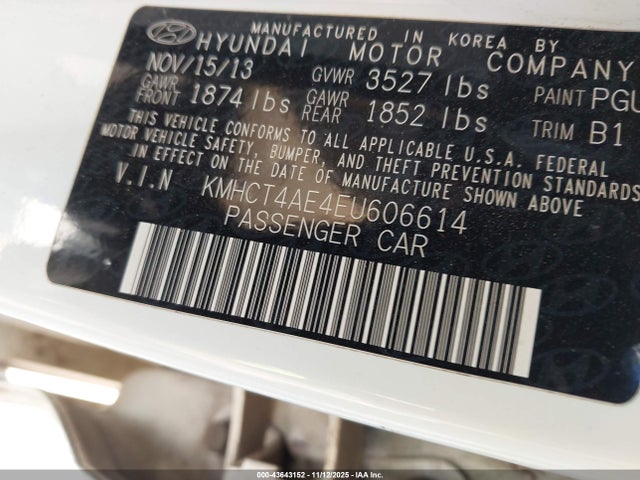 MANUFACTURED IN KOREA BY
HYUNDAI MOTOR COMPANY
NOV/15/13 GVWR 3527 lbs PAINT PGU
GAWR FRONT 1874 lbs GAWR REAR 1852 lbs TRIM B1
THIS VEHICLE CONFORMS TO ALL APPLICABLE U.S.A. FEDERAL
MOTOR VEHICLE SAFETY, BUMPER, AND THEFT PREVENTION STANDARDS
IN EFFECT ON THE DATE OF MANUFACTURE SHOWN ABOVE
V.I.N KMHCT4AE4EU606614
PASSENGER CAR
000-43643152 - 11/12/2025 - IAA Inc.